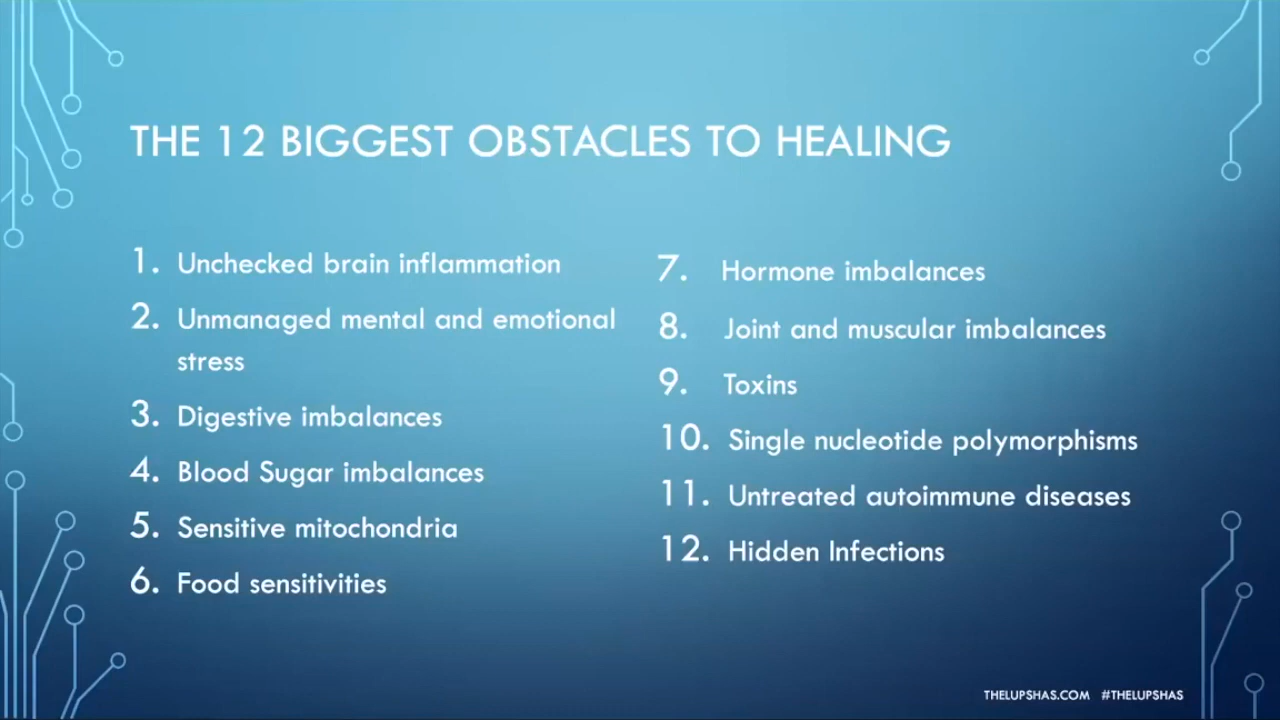 THE 12 BIGGEST OBSTACLES TO HEALING
1. Unchecked brain inflammation
2. Unmanaged mental and emotional
stress
3. Digestive imbalances
4. Blood Sugar imbalances
5. Sensitive mitochondria
6. Food sensitivities
7. Hormone imbalances
8. Joint and muscular imbalances
9. Toxins
10. Single nucleotide polymorphisms
11. Untreated autoimmune diseases
12. Hidden Infections
THELUPSHAS.COM #THELUPSHAS